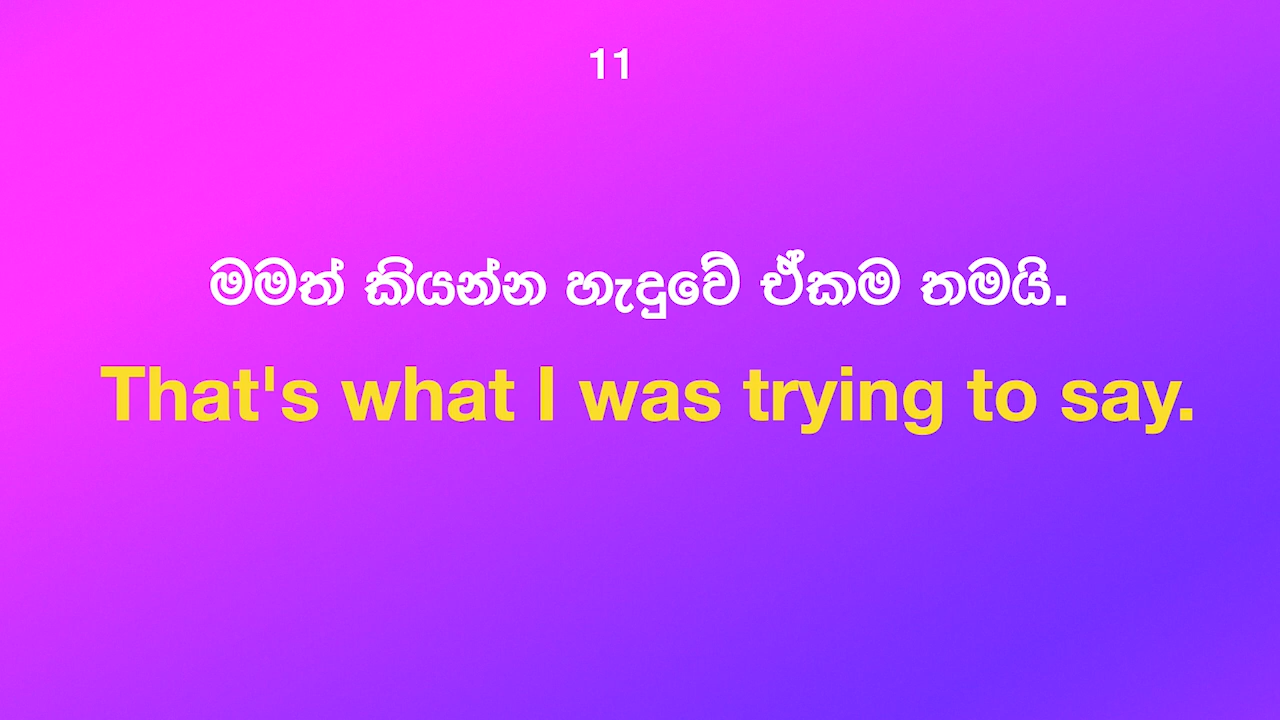 11
මමත් කියන්න හැදුවේ ඒකම තමයි.
That's what I was trying to say.